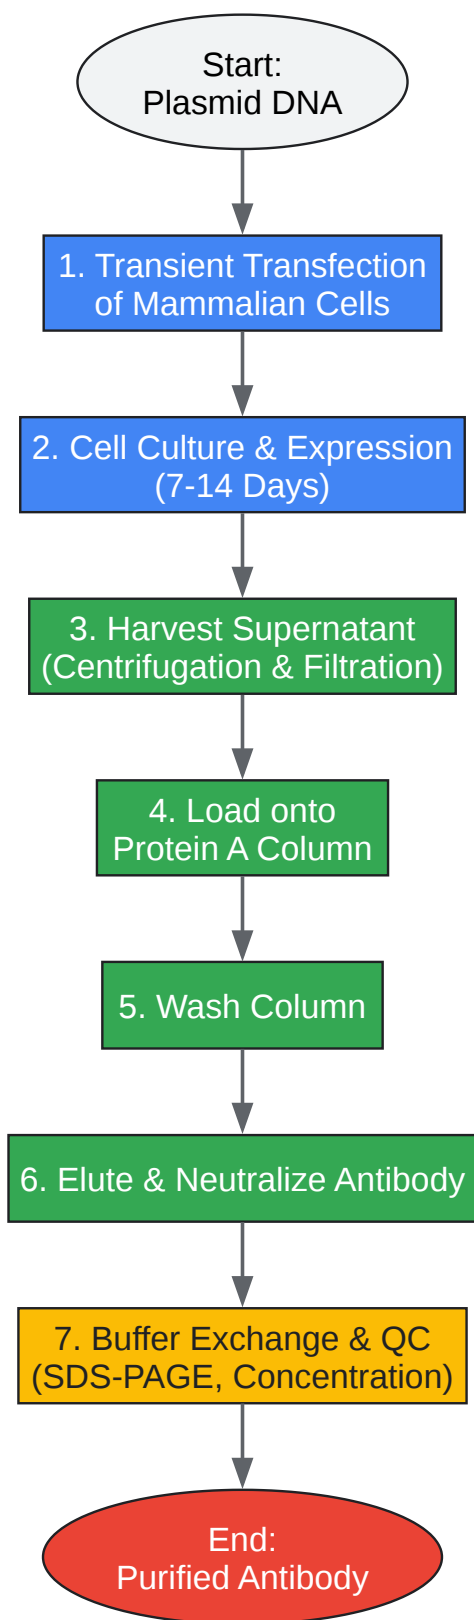 Start:
Plasmid DNA
1. Transient Transfection
of Mammalian Cells
2. Cell Culture & Expression
(7-14 Days)
3. Harvest Supernatant
(Centrifugation & Filtration)
4. Load onto
Protein A Column
5. Wash Column
6. Elute & Neutralize Antibody
7. Buffer Exchange & QC
(SDS-PAGE, Concentration)
End:
Purified Antibody